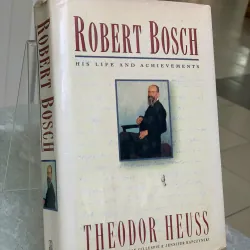 ROBERT BOSCH
HIS LIFE AND ACHIEVEMENTS
THEODOR HEUSS
ROBERT BOSCH